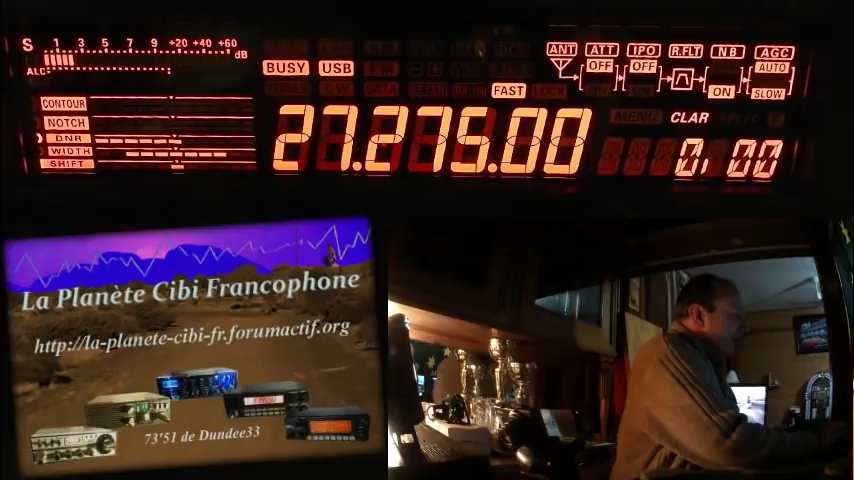 S 1 3 5 7 9 +20 +40 +60 dB
ALC
BUSY USB
FAST
ANT ATT IPO R.FLT NB AGC
OFF OFF AUTO
ON SLOW
CONTOUR
NOTCH
DNR
WIDTH
SHIFT
27.275.00
MENU CLAR SPLIT
0.00
La Planète Cibi Francophone
http://la-planete-cibi-fr.forumactif.org
73'51 de Dundee33